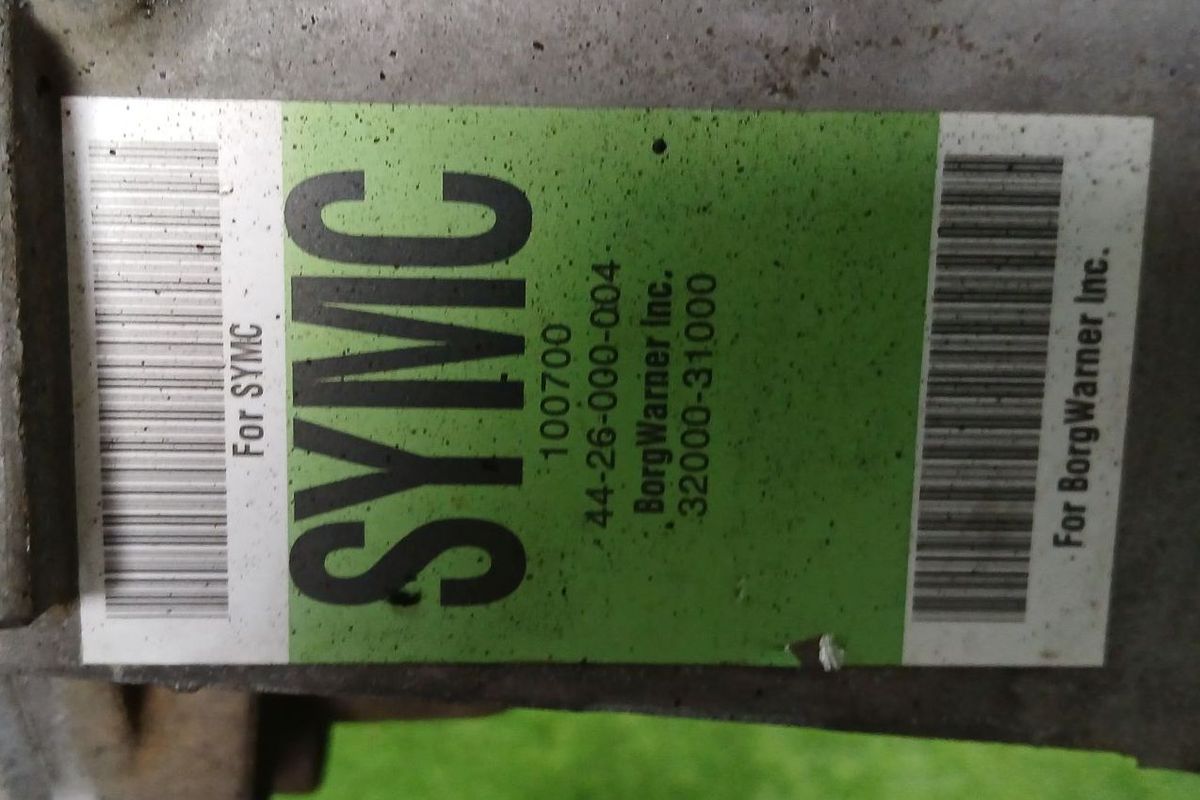 For SYMC
SYMC
100700
44-26-000-004
BorgWarner Inc.
32000-31000
For BorgWarner Inc.